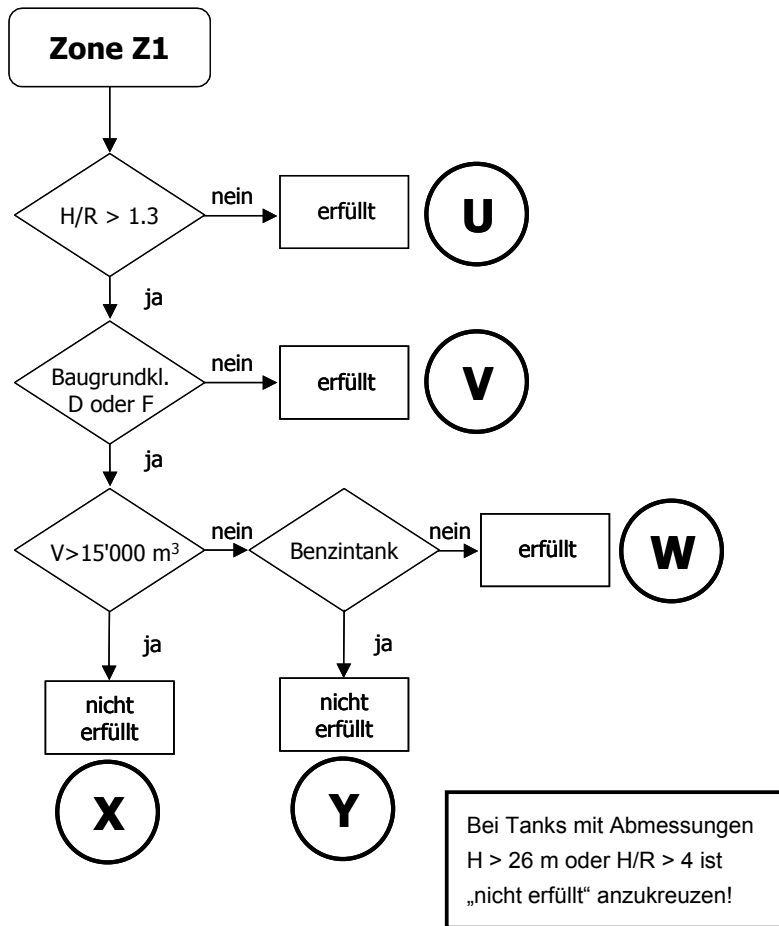 Zone Z1
H/R > 1.3
nein
erfüllt
U
ja
Baugrundkl.
D oder F
nein
erfüllt
V
ja
V>15'000 m³
nein
Benzintank
nein
erfüllt
W
ja
ja
nicht
erfüllt
nicht
erfüllt
X
Y
Bei Tanks mit Abmessungen
H > 26 m oder H/R > 4 ist
„nicht erfüllt“ anzukreuzen!